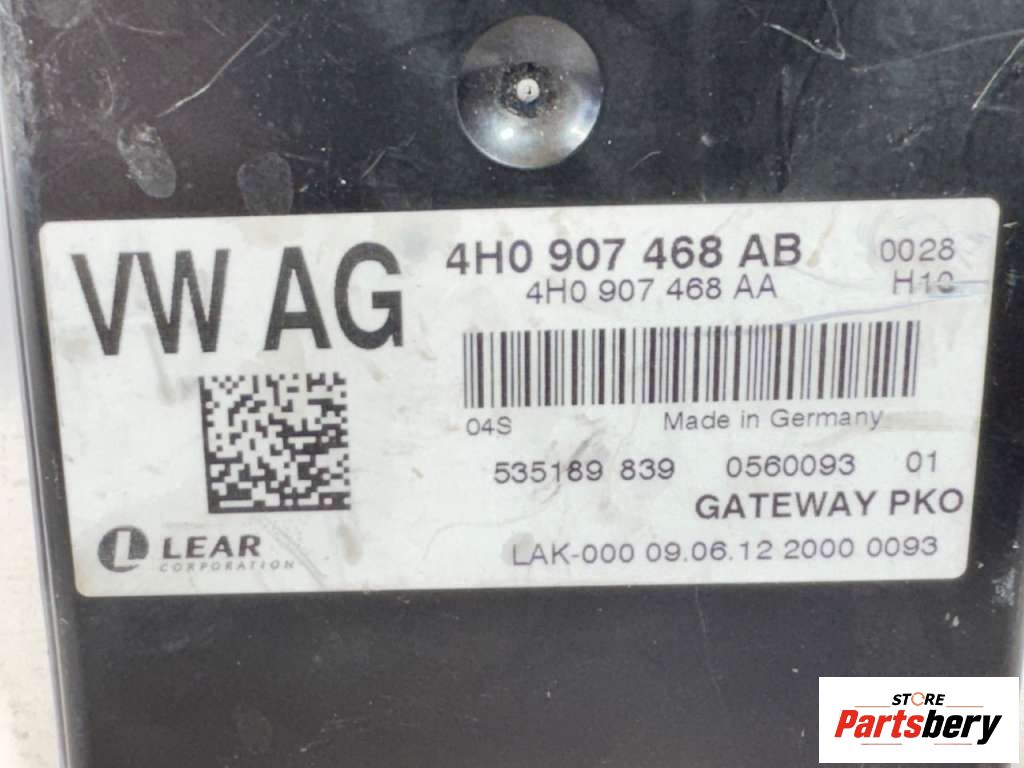 VW AG
4H0 907 468 AB 0028
4H0 907 468 AA
04S Made in Germany
535189 839 0560093 01
GATEWAY PKO
LEAR
CORPORATION
LAK-000 09.06.12 2000 0093
STORE
Partsbery